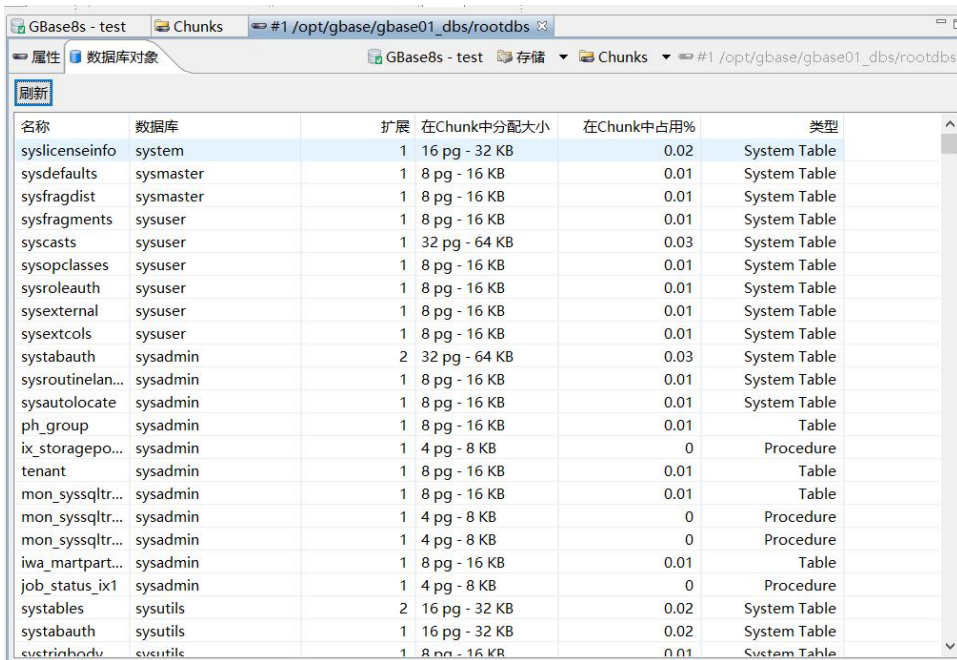 GBase8s - test Chunks #1 /opt/gbase/gbase01_dbs/rootdbs
属性 数据库对象 GBase8s - test 存储 Chunks #1 /opt/gbase/gbase01_dbs/rootdbs
刷新
名称 数据库 扩展 在Chunk中分配大小 在Chunk中占用% 类型
syslicenseinfo system 1 16 pg - 32 KB 0.02 System Table
sysdefaults sysmaster 1 8 pg - 16 KB 0.01 System Table
sysfragdist sysmaster 1 8 pg - 16 KB 0.01 System Table
sysfragments sysuser 1 8 pg - 16 KB 0.01 System Table
syscasts sysuser 1 32 pg - 64 KB 0.03 System Table
sysopclasses sysuser 1 8 pg - 16 KB 0.01 System Table
sysroleauth sysuser 1 8 pg - 16 KB 0.01 System Table
sysexternal sysuser 1 8 pg - 16 KB 0.01 System Table
sysextcols sysuser 1 8 pg - 16 KB 0.01 System Table
systabauth sysadmin 2 32 pg - 64 KB 0.03 System Table
sysroutinelan... sysadmin 1 8 pg - 16 KB 0.01 System Table
sysautolocate sysadmin 1 8 pg - 16 KB 0.01 System Table
ph_group sysadmin 1 8 pg - 16 KB 0.01 Table
ix_storagepo... sysadmin 1 4 pg - 8 KB 0 Procedure
tenant sysadmin 1 8 pg - 16 KB 0.01 Table
mon_syssqltr... sysadmin 1 8 pg - 16 KB 0.01 Table
mon_syssqltr... sysadmin 1 4 pg - 8 KB 0 Procedure
mon_syssqltr... sysadmin 1 4 pg - 8 KB 0 Procedure
iwa_martpart... sysadmin 1 8 pg - 16 KB 0.01 Table
job_status_ix1 sysadmin 1 4 pg - 8 KB 0 Procedure
systables sysutils 2 16 pg - 32 KB 0.02 System Table
systabauth sysutils 1 16 pg - 32 KB 0.02 System Table
systrigbody sysutils 1 8 pg - 16 KB 0.01 System Table